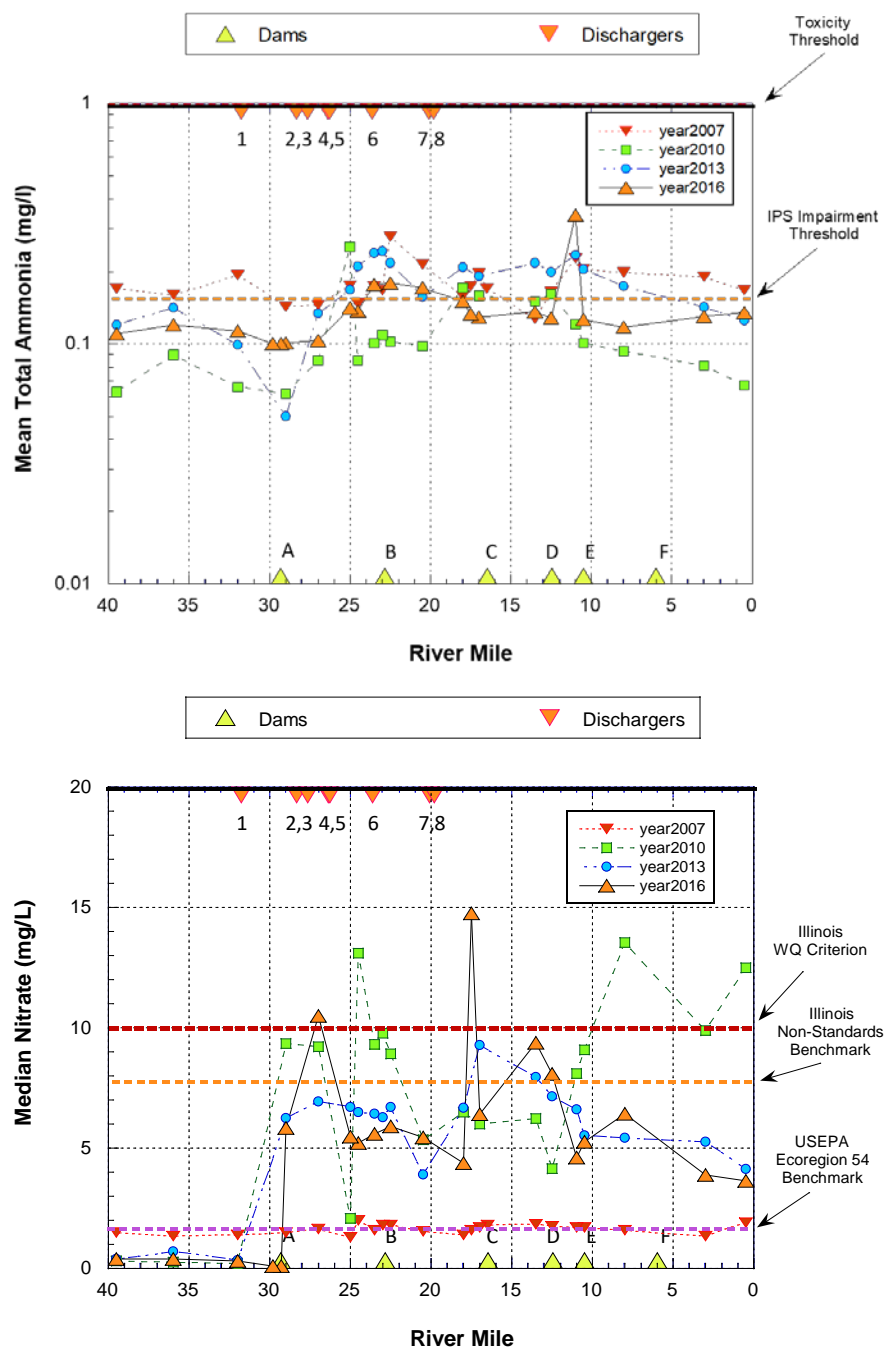 Dams Dischargers
Toxicity
Threshold
1
1 2,3 4,5 6 7,8
year2007
year2010
year2013
year2016
IPS Impairment
Threshold
Mean Total Ammonia (mg/l)
0.1
A B C D E F
0.01
40 35 30 25 20 15 10 5 0
River Mile
Dams Dischargers
20
1 2,3 4,5 6 7,8
year2007
year2010
year2013
year2016
15
Illinois
WQ Criterion
Median Nitrate (mg/L)
10
Illinois
Non-Standards
Benchmark
5
USEPA
Ecoregion 54
Benchmark
A B C D E F
0
40 35 30 25 20 15 10 5 0
River Mile